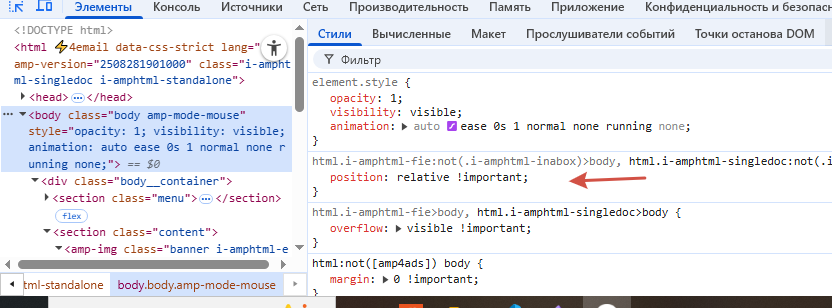 Элементы Консоль Источники Сеть Производительность Память Приложение Конфиденциальность и безопасн
<!DOCTYPE html>
<html ⚡4email data-css-strict lang=
amp-version="2508281901000" class="i-ampht
ml-singledoc i-amphtml-standalone">
<head> </head>
<body class="body amp-mode-mouse"
style="opacity: 1; visibility: visible;
animation: auto ease 0s 1 normal none r
unning none;"> == $0
<div class="body__container">
<section class="menu"> </section>
flex
<section class="content">
<amp-img class="banner i-amphtml-e
tml-standalone body.body.amp-mode-mouse
Стили Вычисленные Макет Прослушиватели событий Точки останова DOM
Фильтр
element.style {
opacity: 1;
visibility: visible;
animation: auto ease 0s 1 normal none running none;
}
html.i-amphtml-fie:not(.i-amphtml-inabox)>body, html.i-amphtml-singledoc:not(.i
position: relative !important;
}
html.i-amphtml-fie>body, html.i-amphtml-singledoc>body {
overflow: visible !important;
}
html:not([amp4ads]) body {
margin: 0 !important;
}